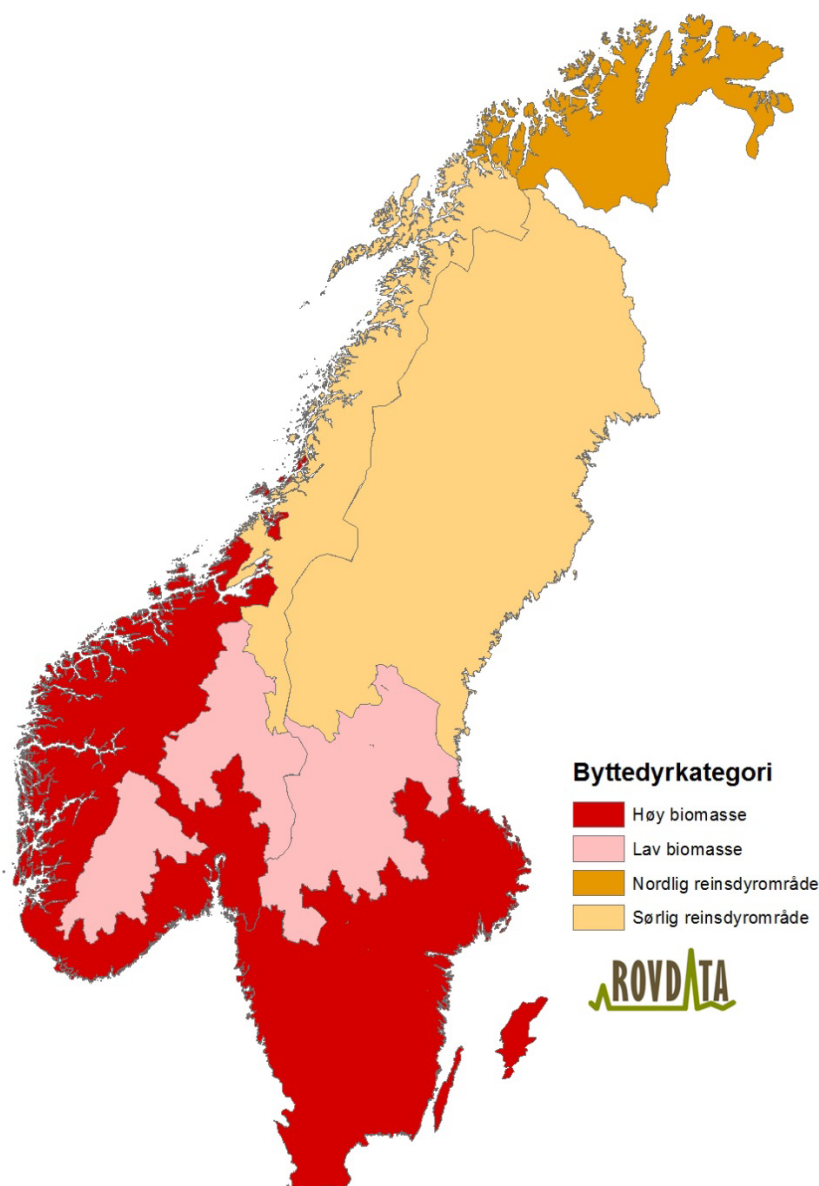 Byttedyrkategori
Høy biomasse
Lav biomasse
Nordlig reinsdyrområde
Sørlig reinsdyrområde
ROVDATA